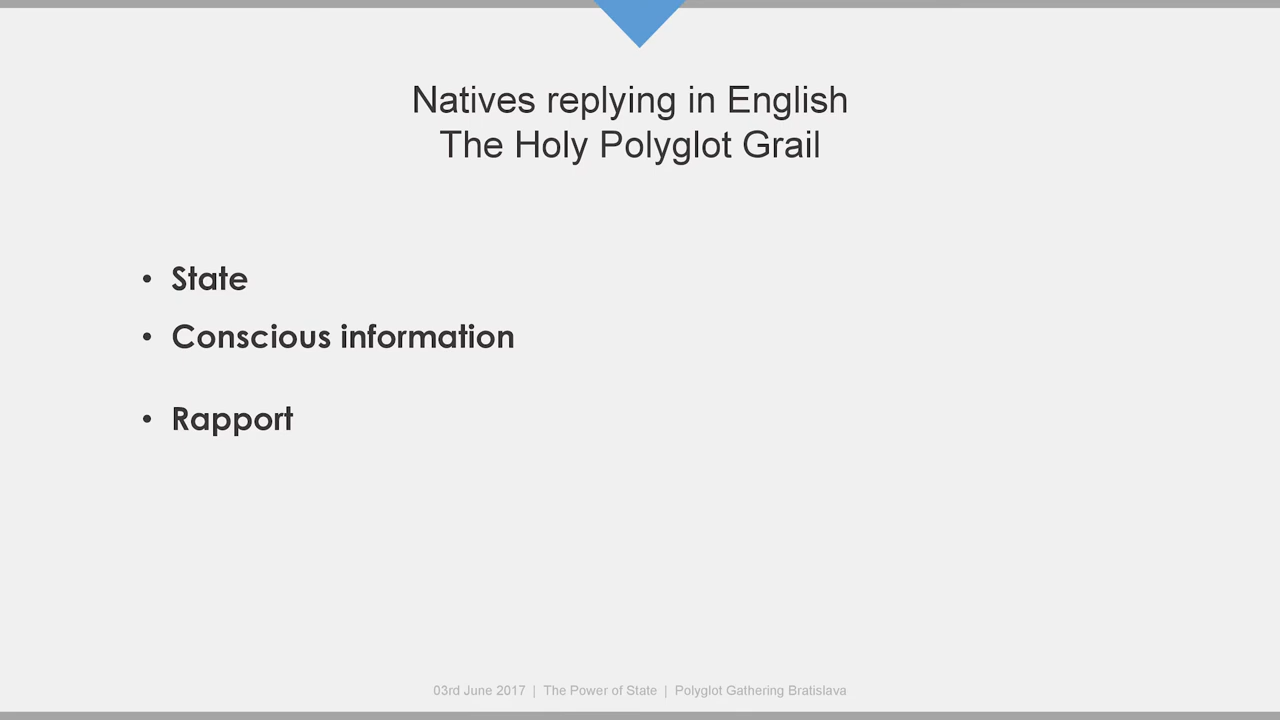 Natives replying in English
The Holy Polyglot Grail
• State
• Conscious information
• Rapport
03rd June 2017 | The Power of State | Polyglot Gathering Bratislava